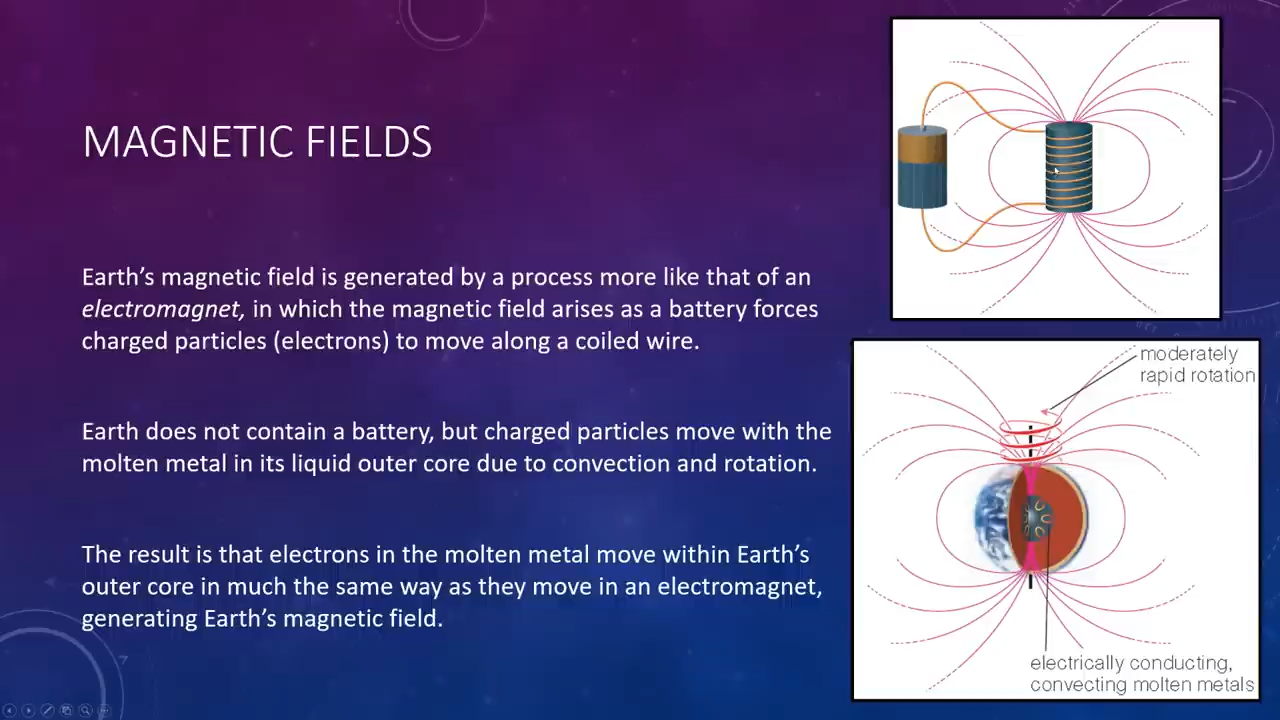 MAGNETIC FIELDS
Earth’s magnetic field is generated by a process more like that of an
electromagnet, in which the magnetic field arises as a battery forces
charged particles (electrons) to move along a coiled wire.
Earth does not contain a battery, but charged particles move with the
molten metal in its liquid outer core due to convection and rotation.
The result is that electrons in the molten metal move within Earth’s
outer core in much the same way as they move in an electromagnet,
generating Earth’s magnetic field.
moderately
rapid rotation
electrically conducting,
convecting molten metals